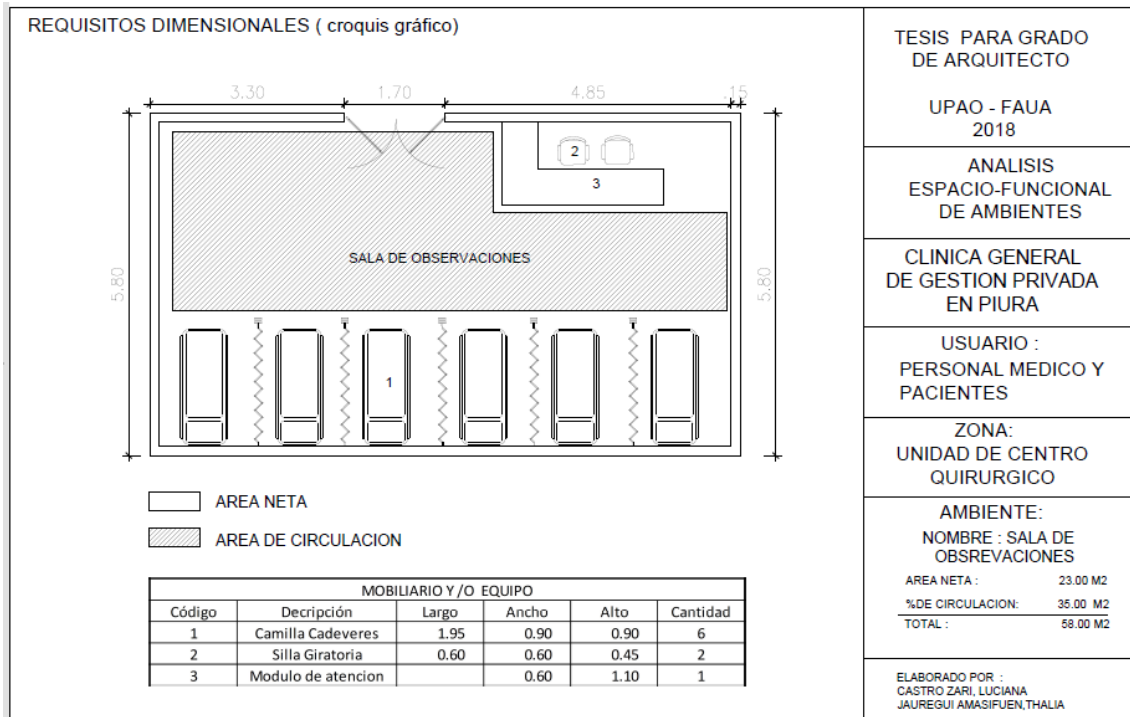 REQUISITOS DIMENSIONALES ( croquis gráfico)
3.30
1.70
4.85
.15
5.80
5.80
2
3
SALA DE OBSERVACIONES
1
AREA NETA
AREA DE CIRCULACION
MOBILIARIO Y /O EQUIPO
Código Decripción Largo Ancho Alto Cantidad
1 Camilla Cadeveres 1.95 0.90 0.90 6
2 Silla Giratoria 0.60 0.60 0.45 2
3 Modulo de atencion 0.60 1.10 1
TESIS PARA GRADO
DE ARQUITECTO
UPAO - FAUA
2018
ANALISIS
ESPACIO-FUNCIONAL
DE AMBIENTES
CLINICA GENERAL
DE GESTION PRIVADA
EN PIURA
USUARIO :
PERSONAL MEDICO Y
PACIENTES
ZONA:
UNIDAD DE CENTRO
QUIRURGICO
AMBIENTE:
NOMBRE : SALA DE
OBSREVACIONES
AREA NETA : 23.00 M2
%DE CIRCULACION: 35.00 M2
TOTAL : 58.00 M2
ELABORADO POR :
CASTRO ZARI, LUCIANA
JAUREGUI AMASIFUEN,THALIA